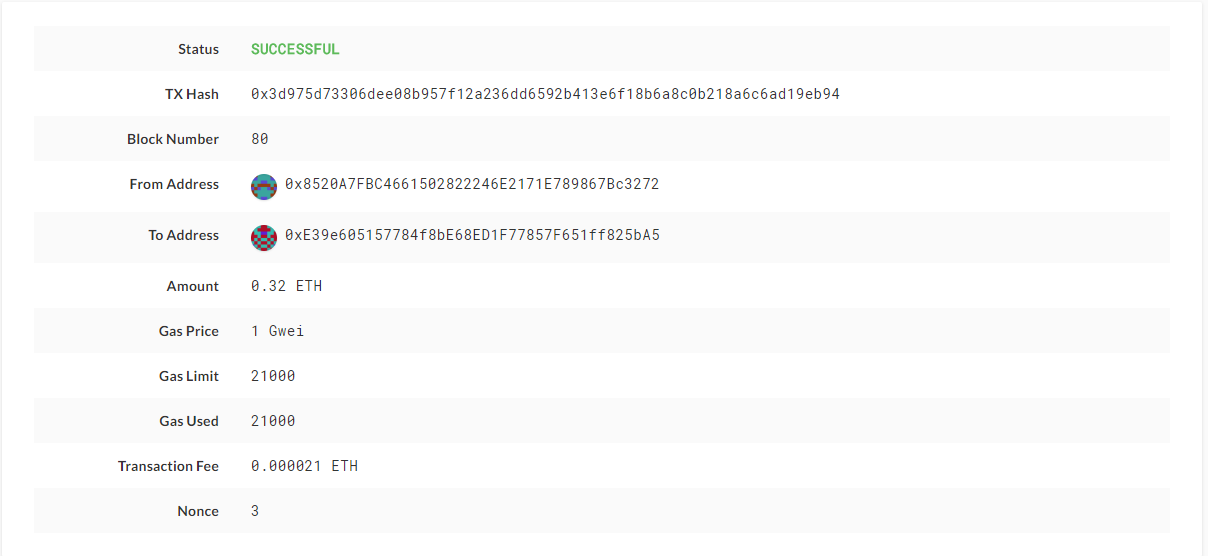 Status SUCCESSFUL
TX Hash 0x3d975d73306dee08b957f12a236dd6592b413e6f18b6a8c0b218a6c6ad19eb94
Block Number 80
From Address 0x8520A7FBC4661502822246E2171E789867Bc3272
To Address 0xE39e605157784f8bE68ED1F77857F651ff825bA5
Amount 0.32 ETH
Gas Price 1 Gwei
Gas Limit 21000
Gas Used 21000
Transaction Fee 0.000021 ETH
Nonce 3